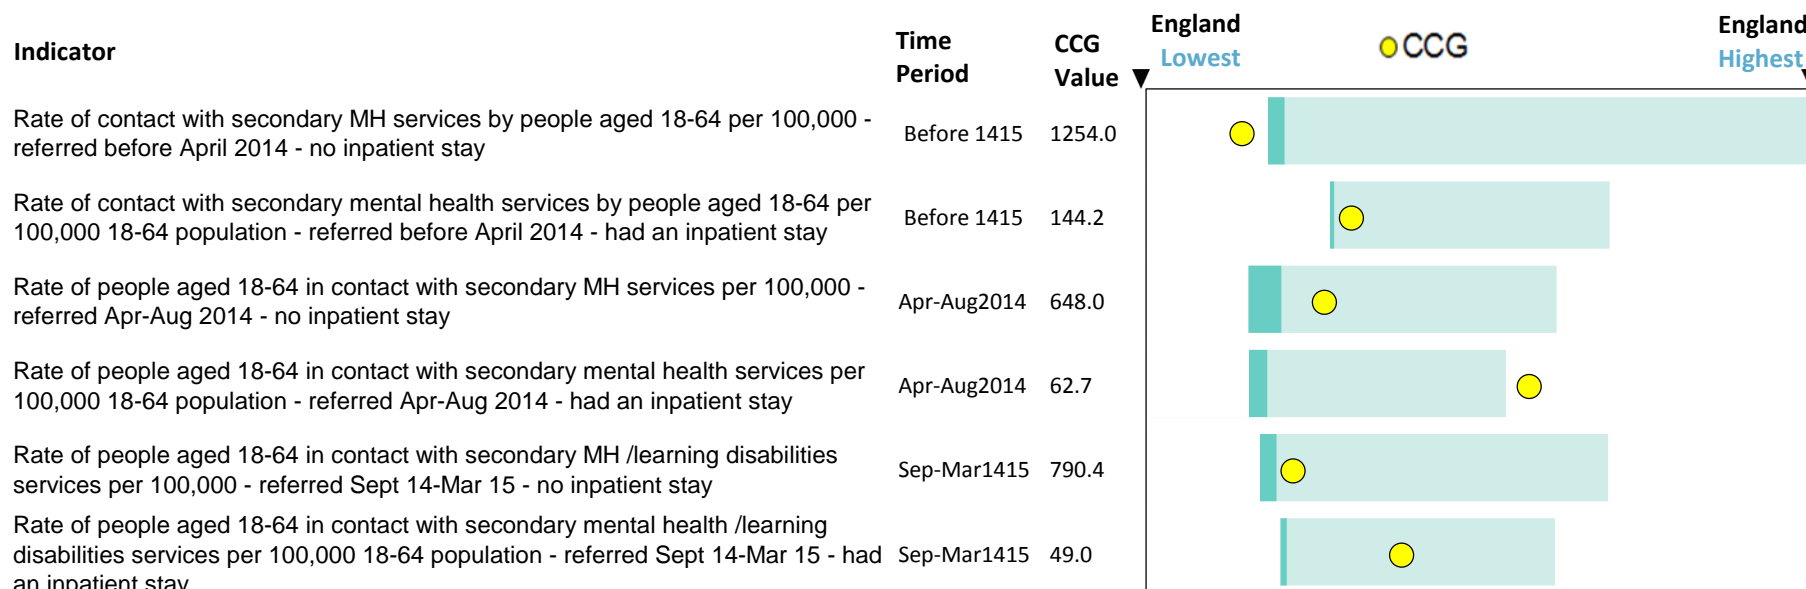 Indicator
Time Period
CCG Value
England Lowest
CCG
England Highest
Rate of contact with secondary MH services by people aged 18-64 per 100,000 -
referred before April 2014 - no inpatient stay
Before 1415
1254.0
Rate of contact with secondary mental health services by people aged 18-64 per
100,000 18-64 population - referred before April 2014 - had an inpatient stay
Before 1415
144.2
Rate of people aged 18-64 in contact with secondary MH services per 100,000 -
referred Apr-Aug 2014 - no inpatient stay
Apr-Aug2014
648.0
Rate of people aged 18-64 in contact with secondary mental health services per
100,000 18-64 population - referred Apr-Aug 2014 - had an inpatient stay
Apr-Aug2014
62.7
Rate of people aged 18-64 in contact with secondary MH /learning disabilities
services per 100,000 - referred Sept 14-Mar 15 - no inpatient stay
Sep-Mar1415
790.4
Rate of people aged 18-64 in contact with secondary mental health /learning
disabilities services per 100,000 18-64 population - referred Sept 14-Mar 15 - had
an inpatient stay
Sep-Mar1415
49.0